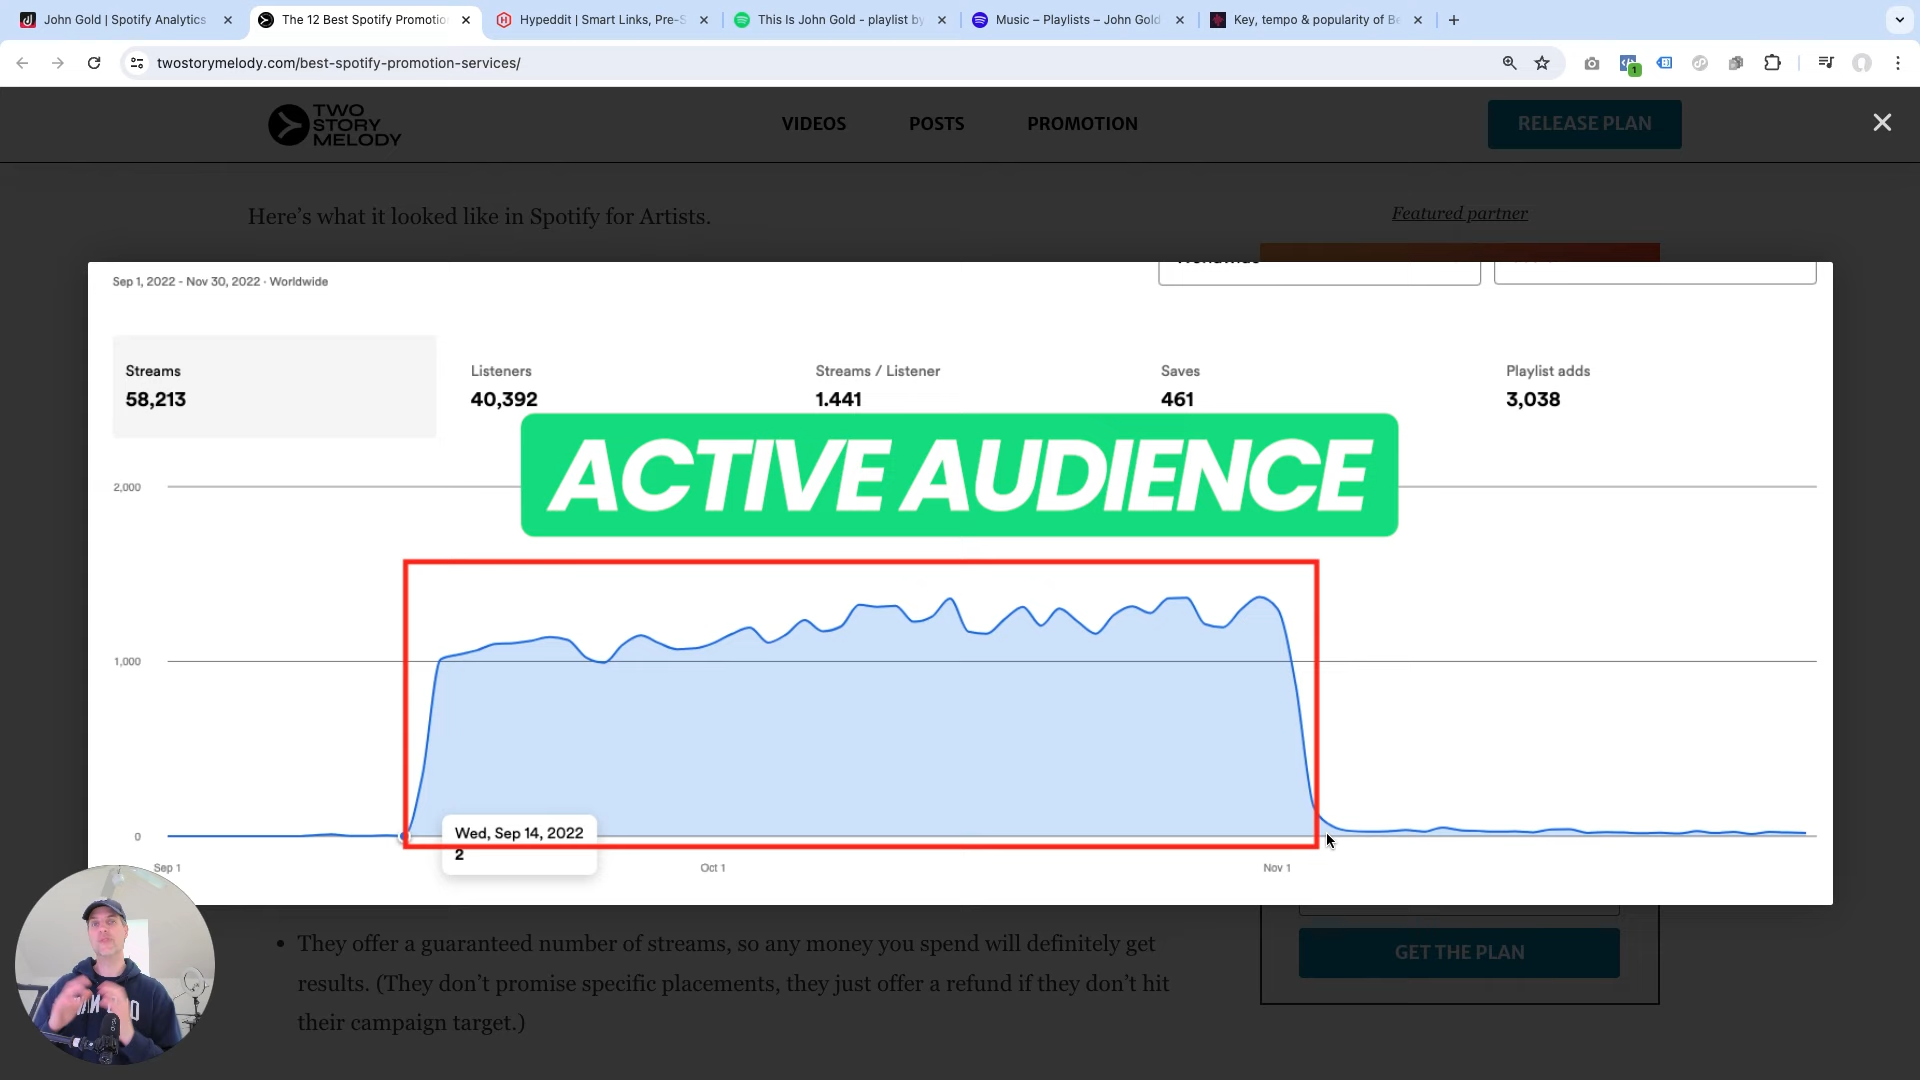 John Gold | Spotify Analytics
The 12 Best Spotify Promotio
Hypeddit | Smart Links, Pre-S
This Is John Gold - playlist by
Music – Playlists – John Gold
Key, tempo & popularity of Be
twostorymelody.com/best-spotify-promotion-services/
1
TWO
STORY
MELODY
VIDEOS
POSTS
PROMOTION
RELEASE PLAN
Here's what it looked like in Spotify for Artists.
Featured partner
Sep 1, 2022 - Nov 30, 2022 · Worldwide
Worldwide
Streams
58,213
Listeners
40,392
Streams / Listener
1.441
Saves
461
Playlist adds
3,038
ACTIVE AUDIENCE
2,000
1,000
0
Wed, Sep 14, 2022
2
Sep 1
Oct 1
Nov 1
• They offer a guaranteed number of streams, so any money you spend will definitely get
results. (They don't promise specific placements, they just offer a refund if they don't hit
their campaign target.)
GET THE PLAN